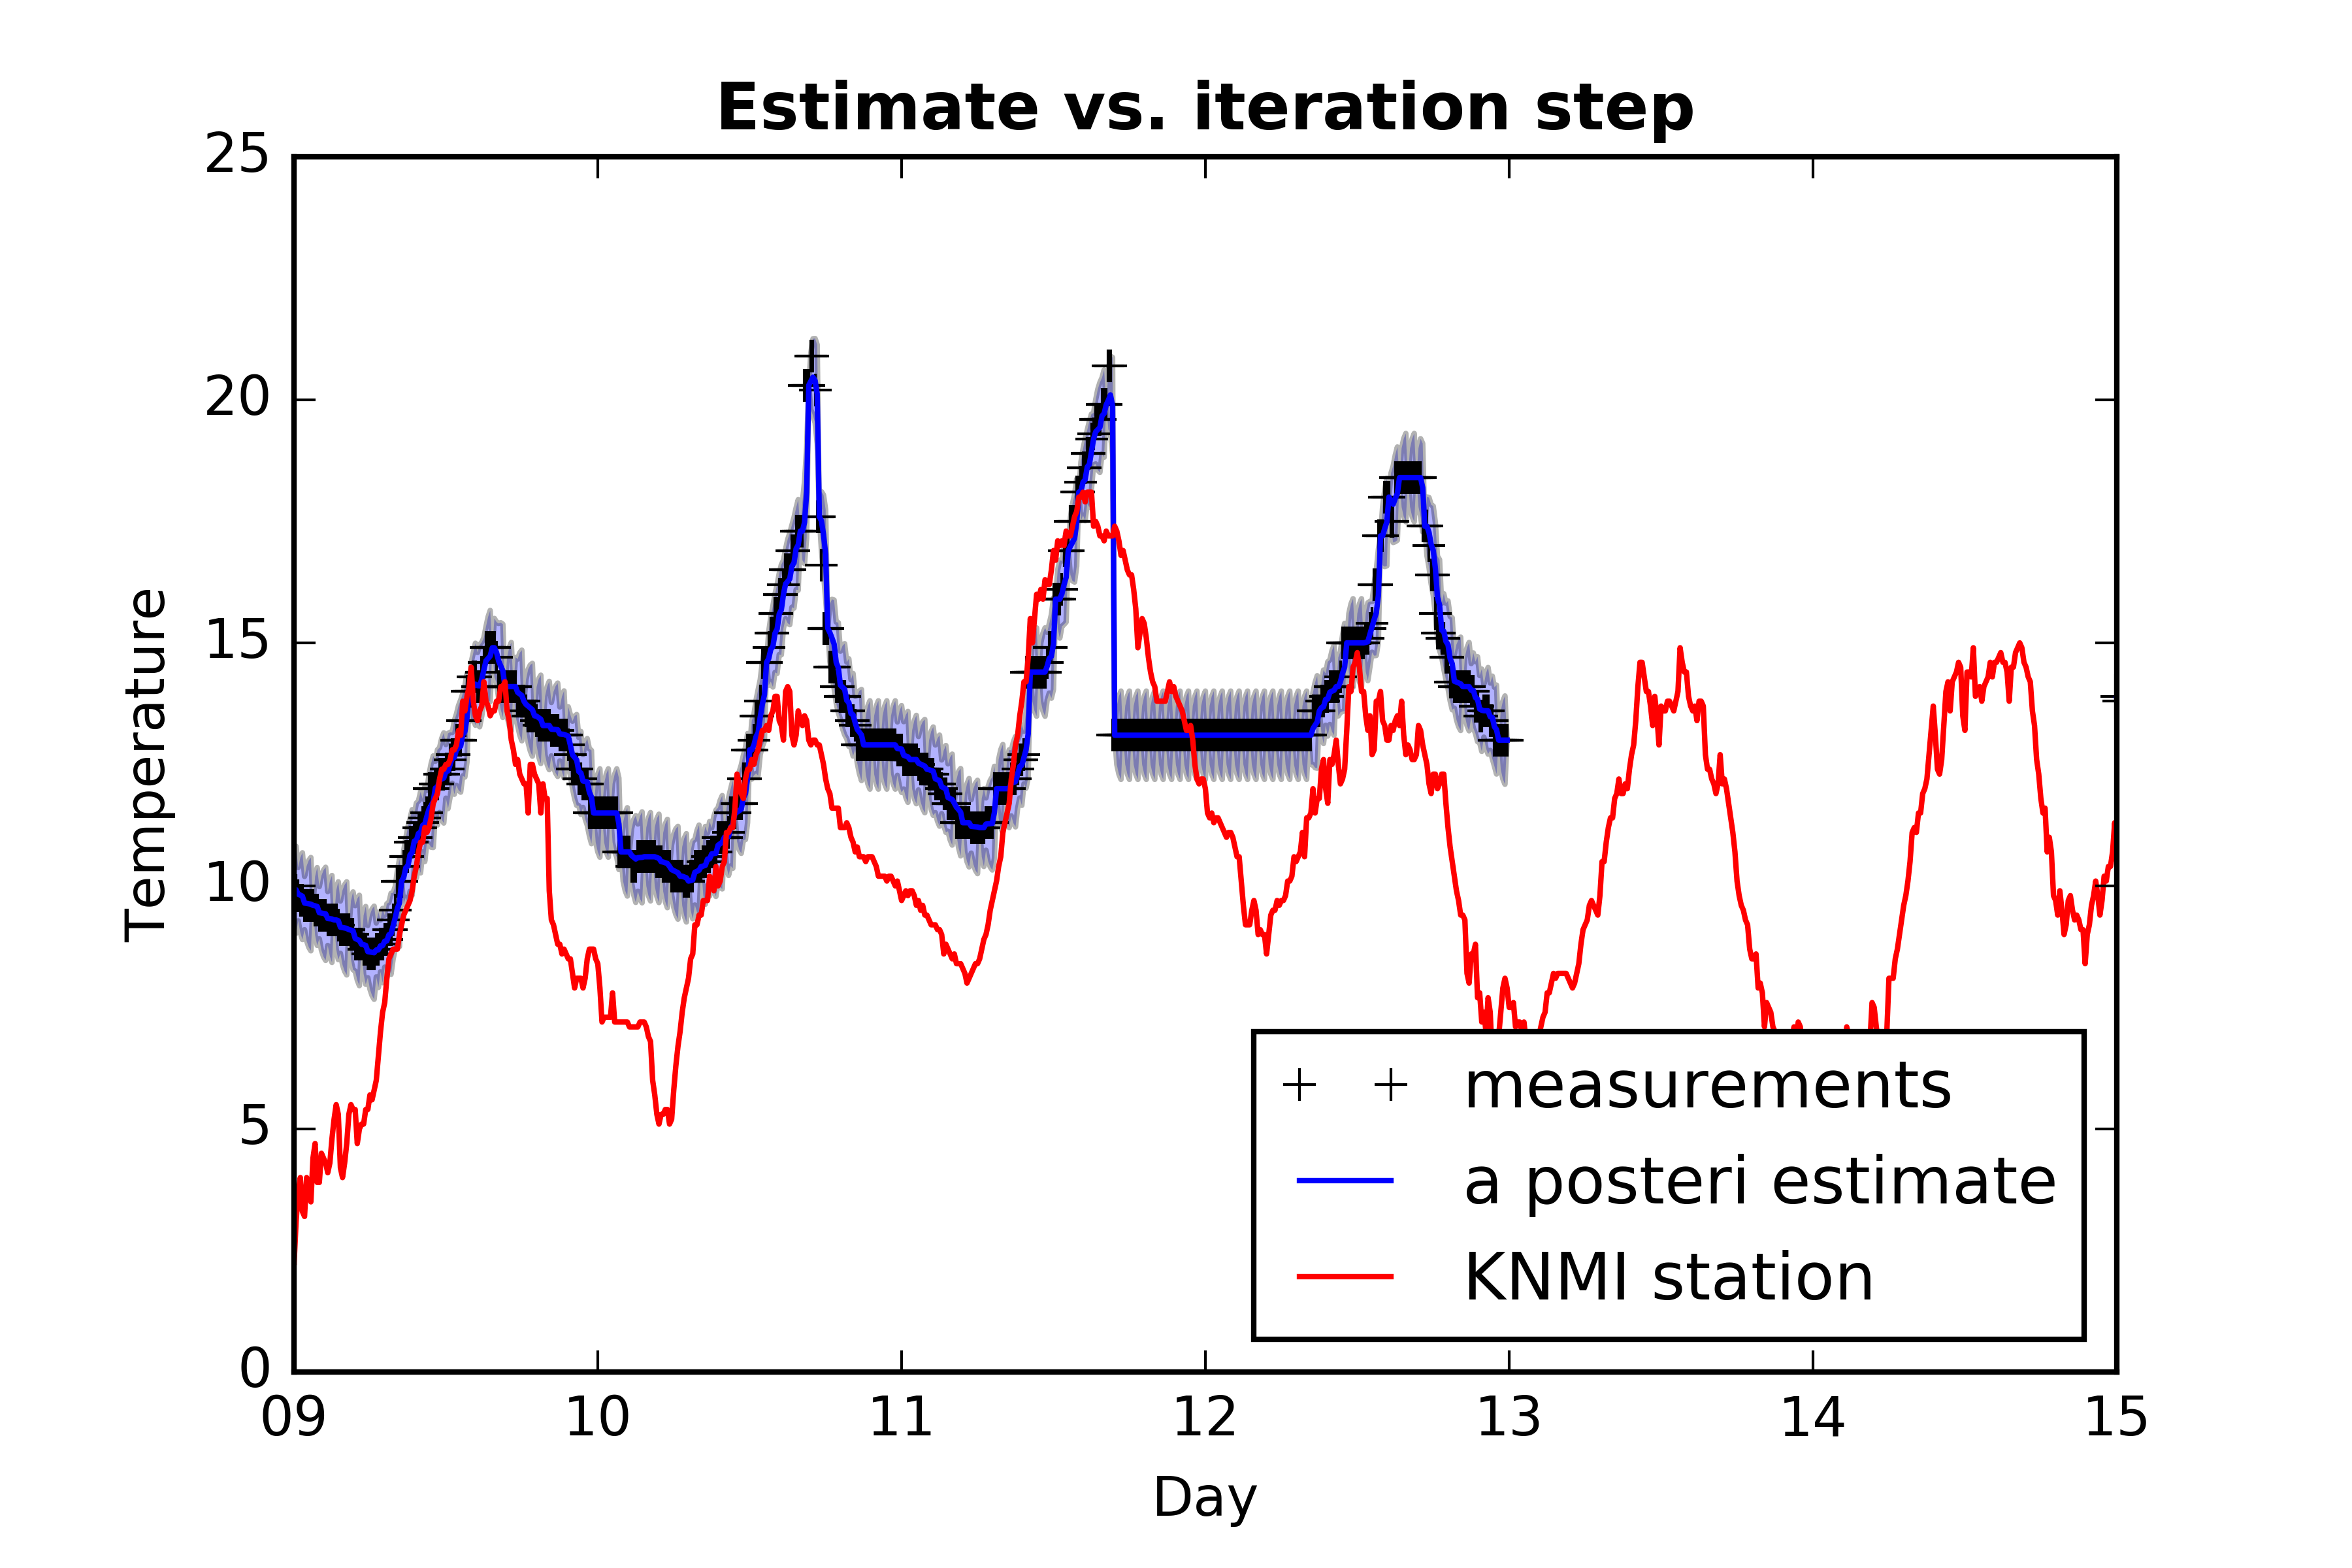 Estimate vs. iteration step
25
20
15
10
5
0
Temperature
measurements
a posteri estimate
KNMI station
09 10 11 12 13 14 15
Day